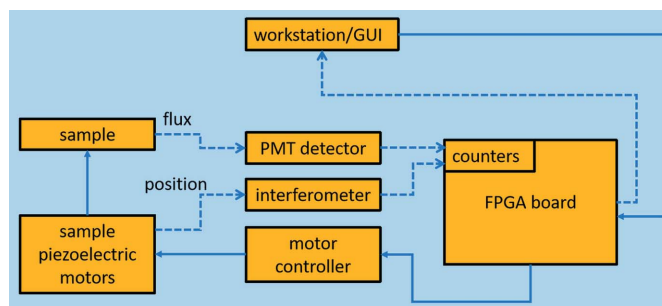 workstation/GUI
flux
sample
PMT detector
counters
position
interferometer
FPGA board
sample
piezoelectric
motors
motor
controller